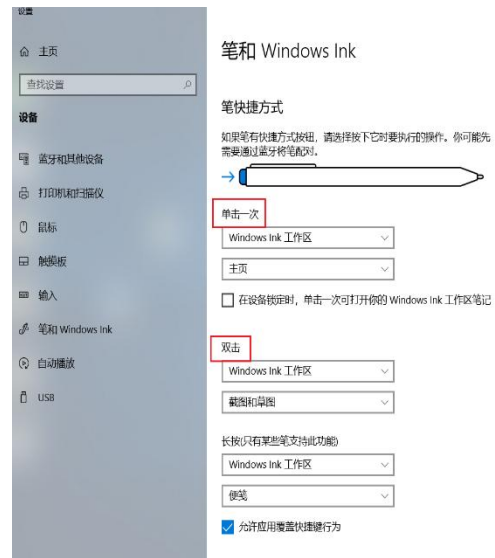 设置
主页
查找设置
设备
蓝牙和其他设备
打印机和扫描仪
鼠标
触摸板
输入
笔和 Windows Ink
自动播放
USB
笔和 Windows Ink
笔快捷方式
如果笔有快捷方式按钮，请选择按下它时要执行的操作。你可能先
需要通过蓝牙将笔配对。
单击一次
Windows Ink 工作区
主页
在设备锁定时，单击一次可打开你的 Windows Ink 工作区笔记
双击
Windows Ink 工作区
截图和草图
长按(只有某些笔支持此功能)
Windows Ink 工作区
便笺
允许应用覆盖快捷键行为